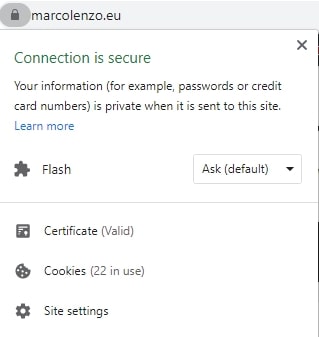 marcolenzo.eu
Connection is secure
Your information (for example, passwords or credit
card numbers) is private when it is sent to this site.
Learn more
Flash Ask (default)
Certificate (Valid)
Cookies (22 in use)
Site settings